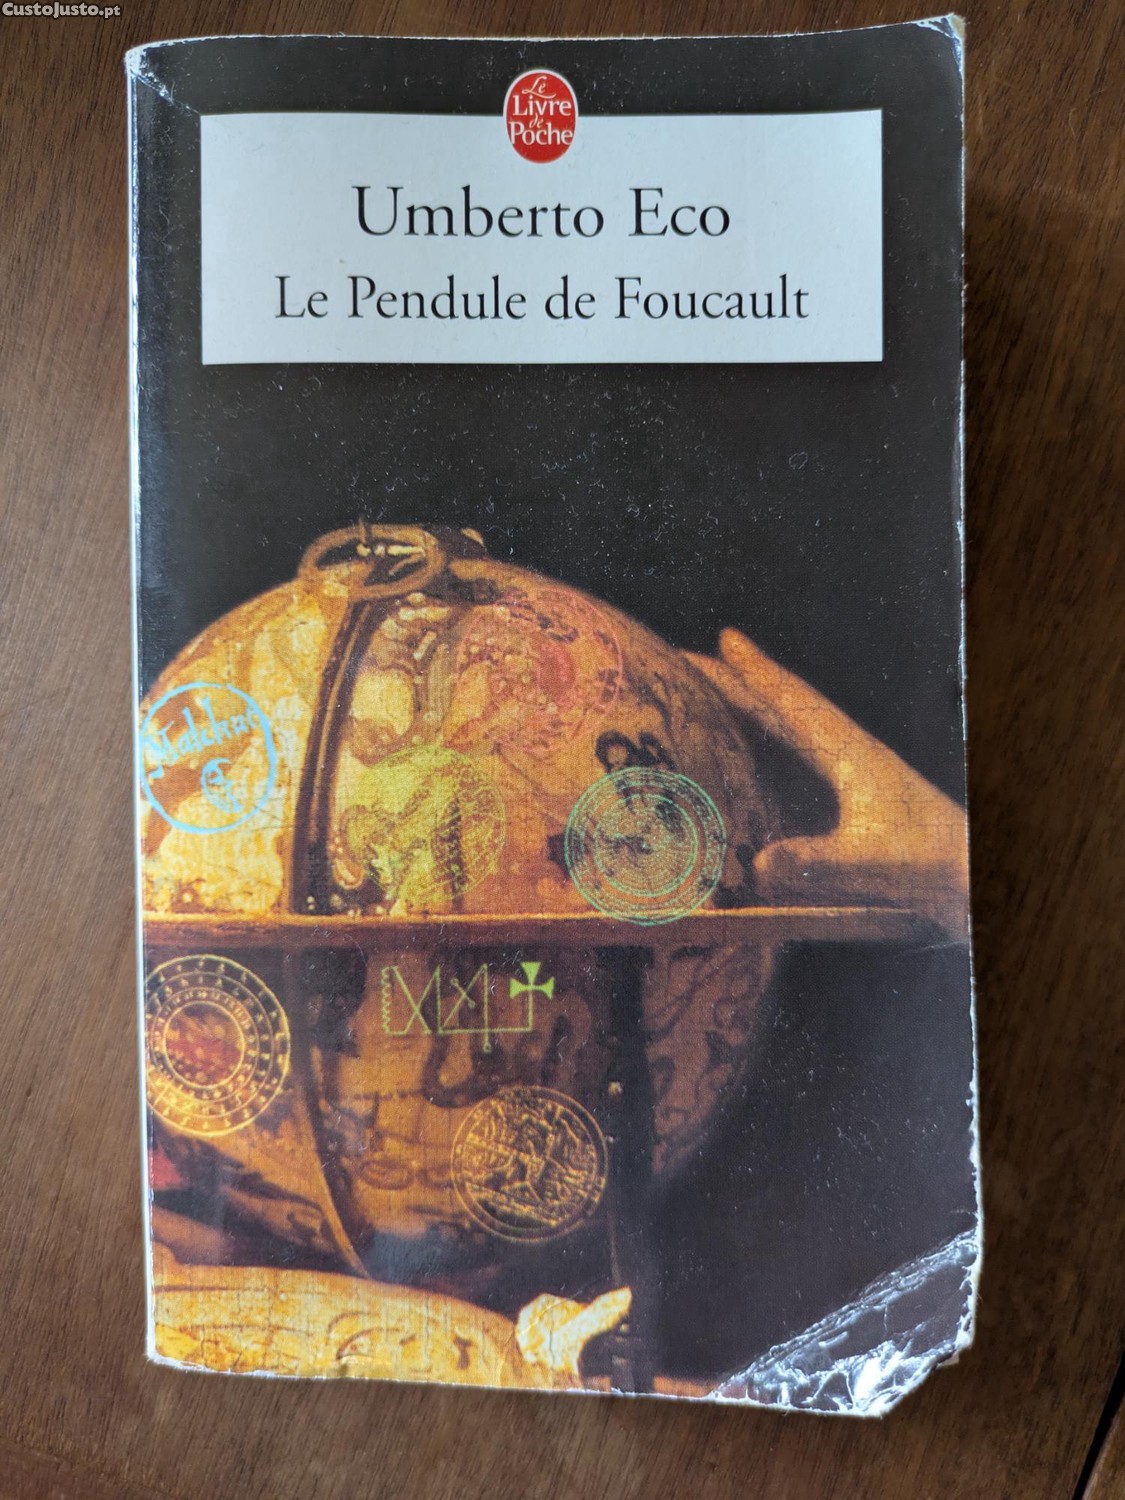 CustoJusto.pt
Le
Livre
de
Poche
Umberto Eco
Le Pendule de Foucault